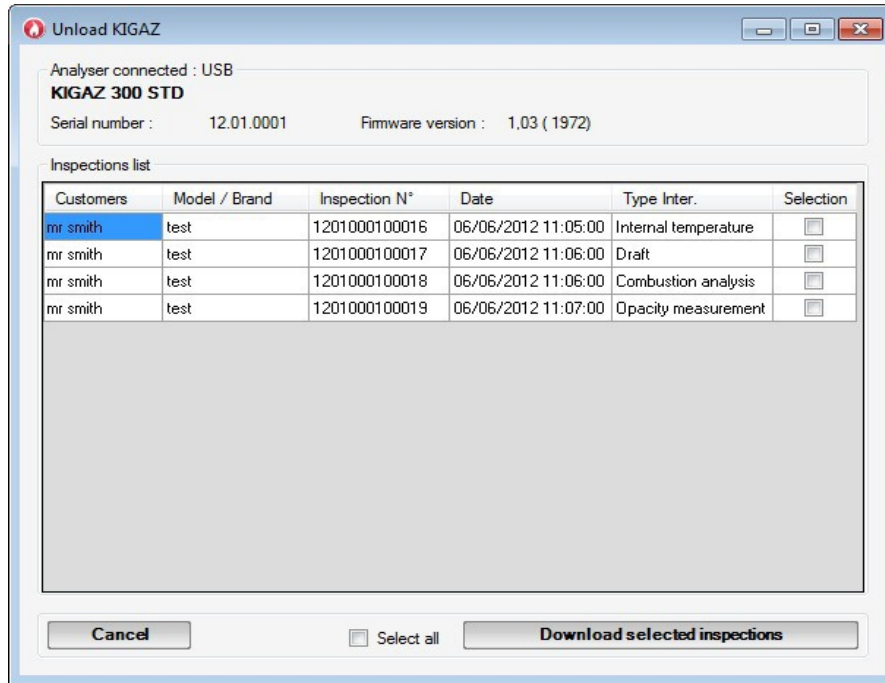 Unload KIGAZ
Analyser connected : USB
KIGAZ 300 STD
Serial number : 12.01.0001 Firmware version : 1,03 ( 1972)
Inspections list
Customers Model / Brand Inspection N° Date Type Inter. Selection
mr smith test 1201000100016 06/06/2012 11:05:00 Internal temperature
mr smith test 1201000100017 06/06/2012 11:06:00 Draft
mr smith test 1201000100018 06/06/2012 11:06:00 Combustion analysis
mr smith test 1201000100019 06/06/2012 11:07:00 Opacity measurement
Cancel Select all Download selected inspections